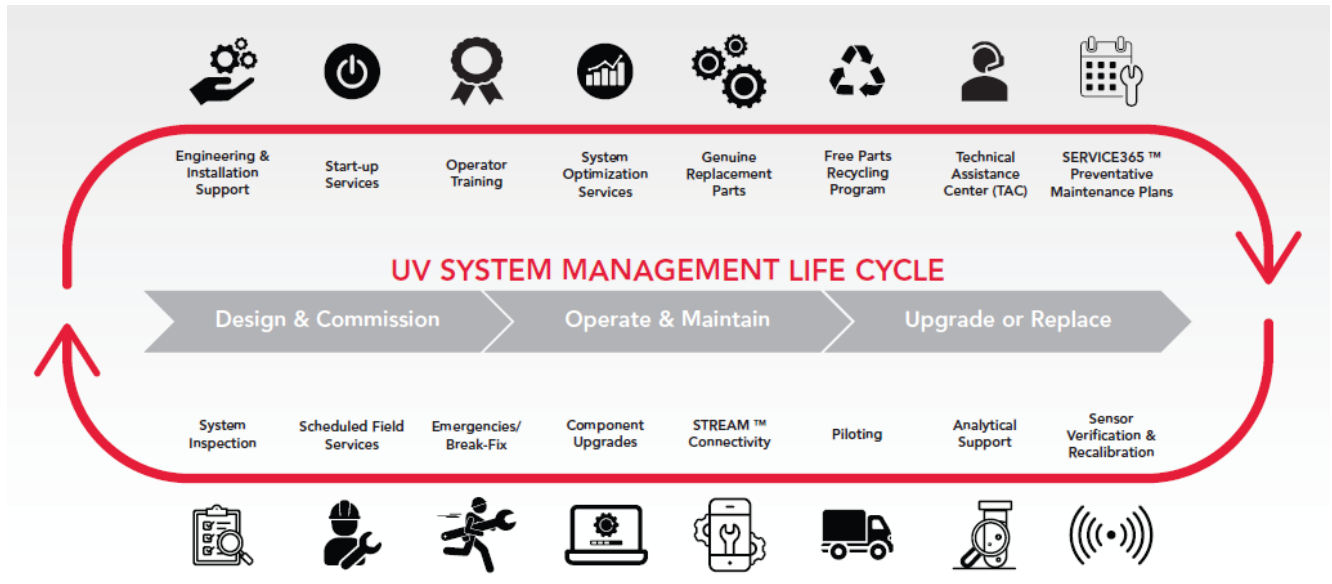 Engineering &
Installation
Support
Start-up
Services
Operator
Training
System
Optimization
Services
Genuine
Replacement
Parts
Free Parts
Recycling
Program
Technical
Assistance
Center (TAC)
SERVICE365 ™
Preventative
Maintenance Plans
UV SYSTEM MANAGEMENT LIFE CYCLE
Design & Commission
Operate & Maintain
Upgrade or Replace
System
Inspection
Scheduled Field
Services
Emergencies/
Break-Fix
Component
Upgrades
STREAM ™
Connectivity
Piloting
Analytical
Support
Sensor
Verification &
Recalibration